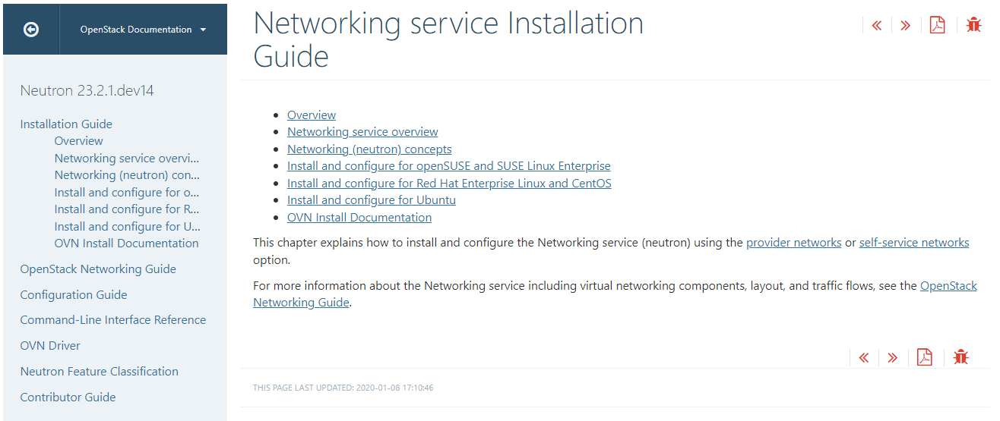 OpenStack Documentation
Neutron 23.2.1.dev14
Installation Guide
Overview
Networking service overvi...
Networking (neutron) con...
Install and configure for o...
Install and configure for R...
Install and configure for U...
OVN Install Documentation
OpenStack Networking Guide
Configuration Guide
Command-Line Interface Reference
OVN Driver
Neutron Feature Classification
Contributor Guide
Networking service Installation
Guide
Overview
Networking service overview
Networking (neutron) concepts
Install and configure for openSUSE and SUSE Linux Enterprise
Install and configure for Red Hat Enterprise Linux and CentOS
Install and configure for Ubuntu
OVN Install Documentation
This chapter explains how to install and configure the Networking service (neutron) using the provider networks or self-service networks
option.
For more information about the Networking service including virtual networking components, layout, and traffic flows, see the OpenStack
Networking Guide.
THIS PAGE LAST UPDATED: 2020-01-08 17:10:46